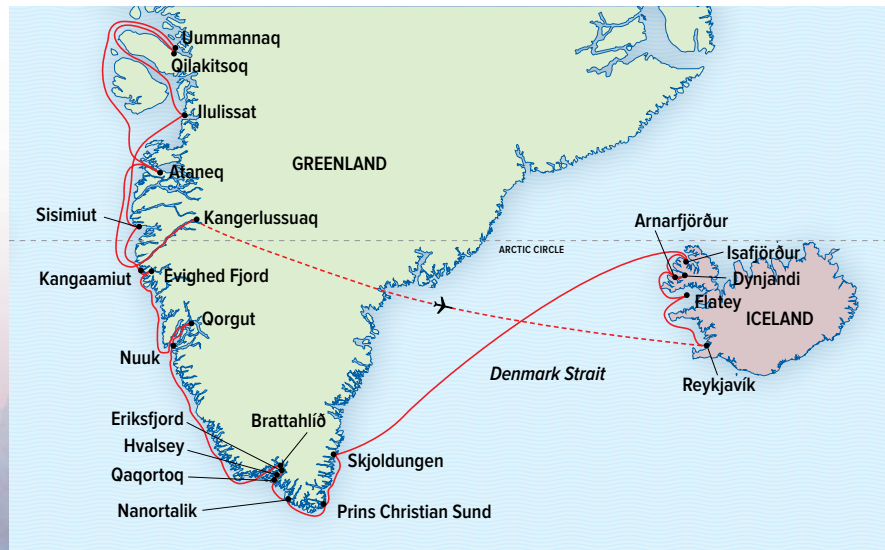 Uummannaq
Qilakitsoq
Ilulissat
GREENLAND
Ataneq
Sisimiut
Kangerlussuaq
ARCTIC CIRCLE
Arnarfjörður
Isafjörður
Kangaamiut
Evighed Fjord
Dynjandi
Flatey
Qorgut
ICELAND
Nuuk
Denmark Strait
Reykjavík
Eriksfjord
Brattahlíð
Hvalsey
Skjoldungen
Qaqortoq
Nanortalik
Prins Christian Sund